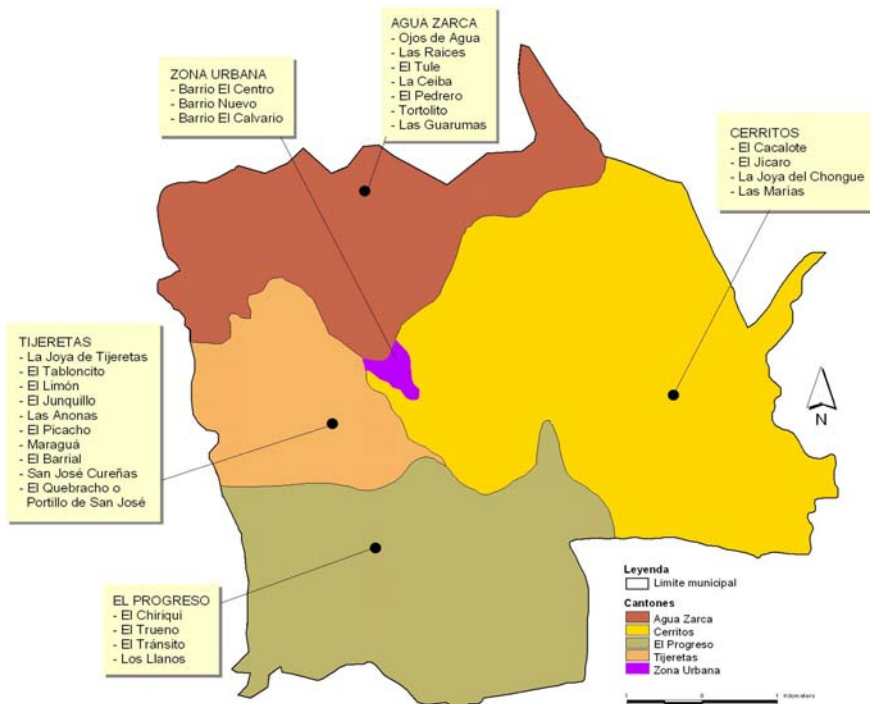 AGUA ZARCA
- Ojos de Agua
- Las Raices
- El Tule
- La Ceiba
- El Pedrero
- Tortolito
- Las Guarumas
ZONA URBANA
- Barrio El Centro
- Barrio Nuevo
- Barrio El Calvario
CERRITOS
- El Cacalote
- El Jicaro
- La Joya del Chongue
- Las Marias
TIJERETAS
- La Joya de Tijeretas
- El Tabloncito
- El Limón
- El Junquillo
- Las Anonas
- El Picacho
- Maraguá
- El Barrial
- San José Cureñas
- El Quebracho o
Portillo de San José
N
EL PROGRESO
- El Chiriquí
- El Trueno
- El Tránsito
- Los Llanos
Leyenda
Limite municipal
Cantones
Agua Zarca
Cerritos
El Progreso
Tijeretas
Zona Urbana
1 0 1 Kilometers